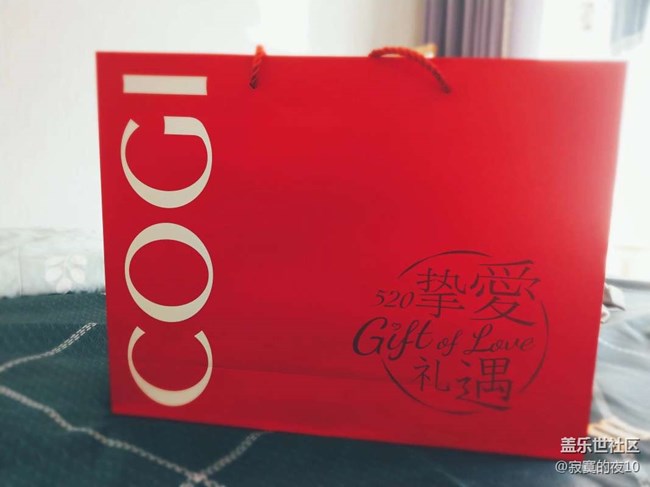 COGI
520挚愛
Gift of Love
礼遇
盖乐世社区
@寂寞的夜10